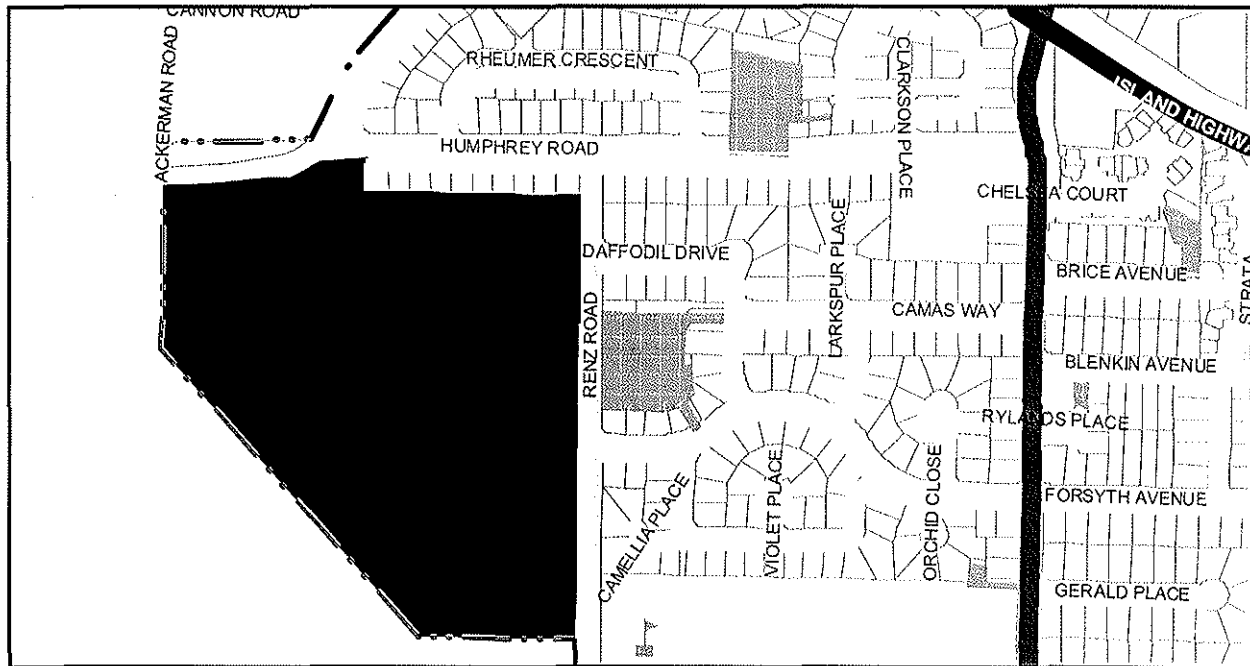 CANNON ROAD
ACKERMAN ROAD
RHEUMER CRESCENT
HUMPHREY ROAD
CLARKSON PLACE
ISLAND HIGHWA
CHELSEA COURT
DAFFODIL DRIVE
LARKSPUR PLACE
BRICE AVENUE
STRATA
RENZ ROAD
CAMAS WAY
BLENKIN AVENUE
RYLANDS PLACE
CAMELLIA PLACE
VIOLET PLACE
ORCHID CLOSE
FORSYTH AVENUE
GERALD PLACE